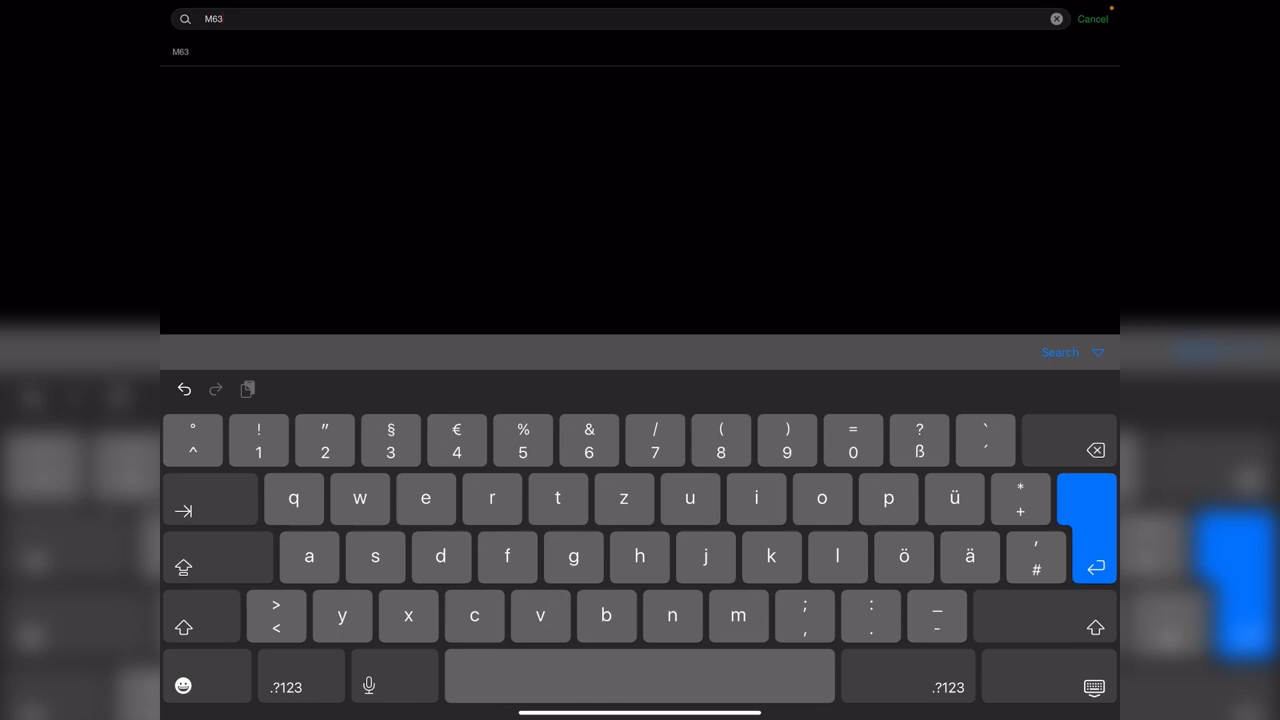 M63
Cancel
M63
Search
° ! " § € % & / ( ) = ? `
^ 1 2 3 4 5 6 7 8 9 0 ß ´
q w e r t z u i o p ü * +
a s d f g h j k l ö ä ' #
> < y x c v b n m ; , : . _ -
.?123 .?123